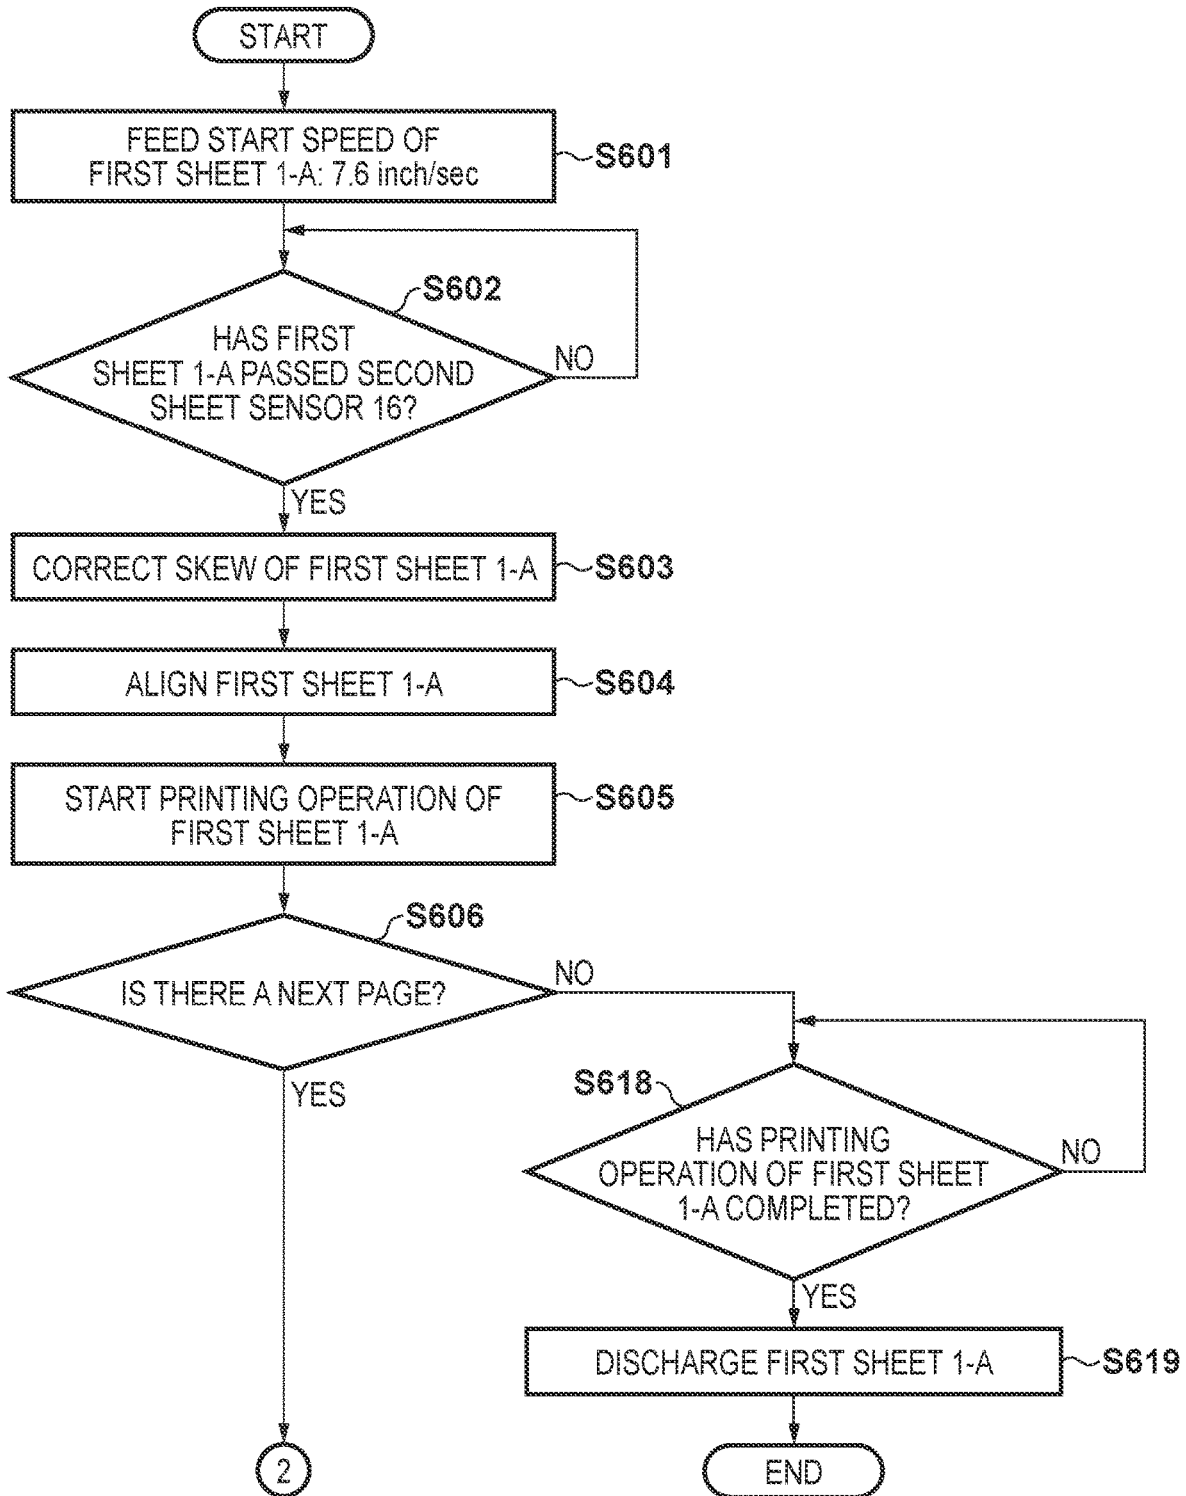 START
FEED START SPEED OF
FIRST SHEET 1-A: 7.6 inch/sec
S601
S602
HAS FIRST
SHEET 1-A PASSED SECOND
SHEET SENSOR 16?
NO
YES
CORRECT SKEW OF FIRST SHEET 1-A
S603
ALIGN FIRST SHEET 1-A
S604
START PRINTING OPERATION OF
FIRST SHEET 1-A
S605
S606
IS THERE A NEXT PAGE?
NO
YES
S618
HAS PRINTING
OPERATION OF FIRST SHEET
1-A COMPLETED?
NO
YES
DISCHARGE FIRST SHEET 1-A
S619
2
END